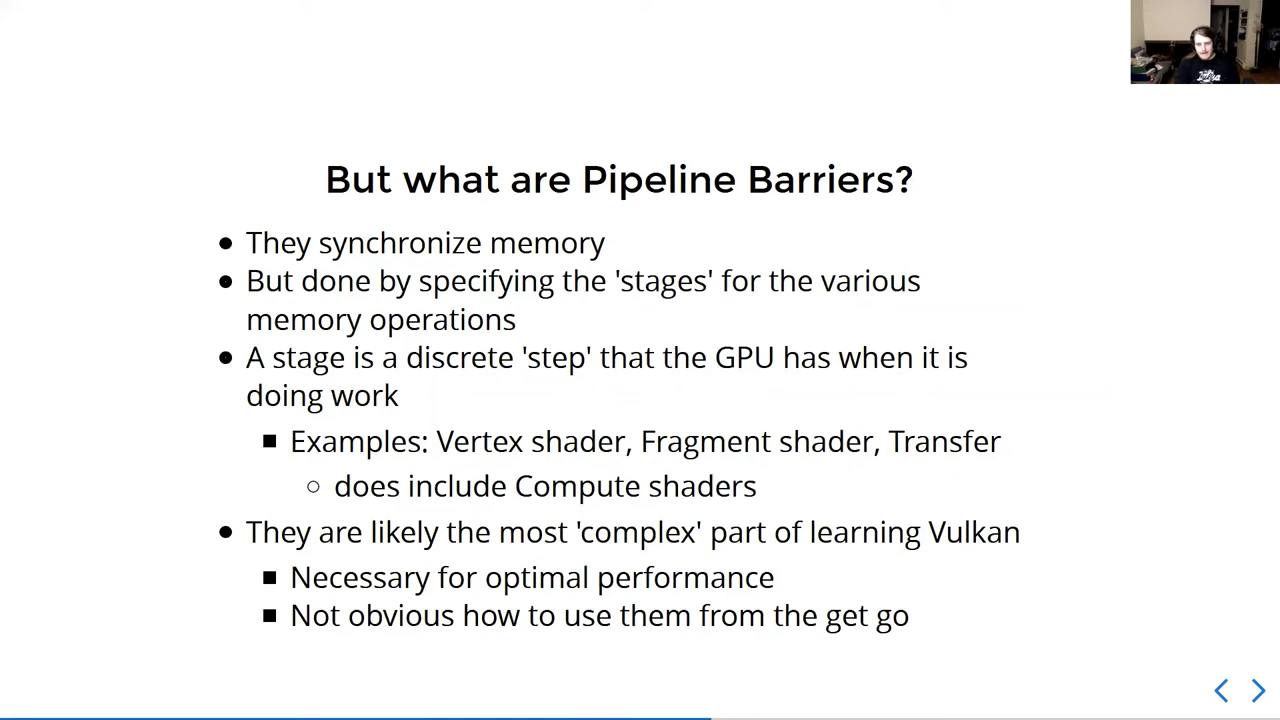 But what are Pipeline Barriers?
They synchronize memory
But done by specifying the 'stages' for the various
memory operations
A stage is a discrete 'step' that the GPU has when it is
doing work
Examples: Vertex shader, Fragment shader, Transfer
does include Compute shaders
They are likely the most 'complex' part of learning Vulkan
Necessary for optimal performance
Not obvious how to use them from the get go